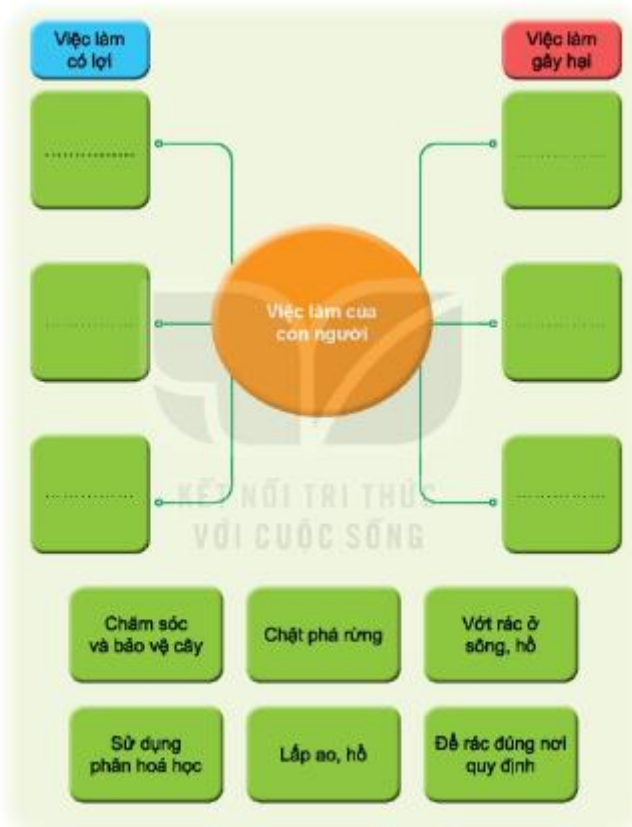 Việc làm
có lợi
Việc làm
gây hại
Việc làm của
con người
KẾT NỐI TRI THỨC
VỚI CUỘC SỐNG
Chăm sóc
và bảo vệ cây
Chặt phá rừng
Vớt rác ở
sông, hồ
Sử dụng
phân hoá học
Lấp ao, hồ
Để rác đúng nơi
quy định